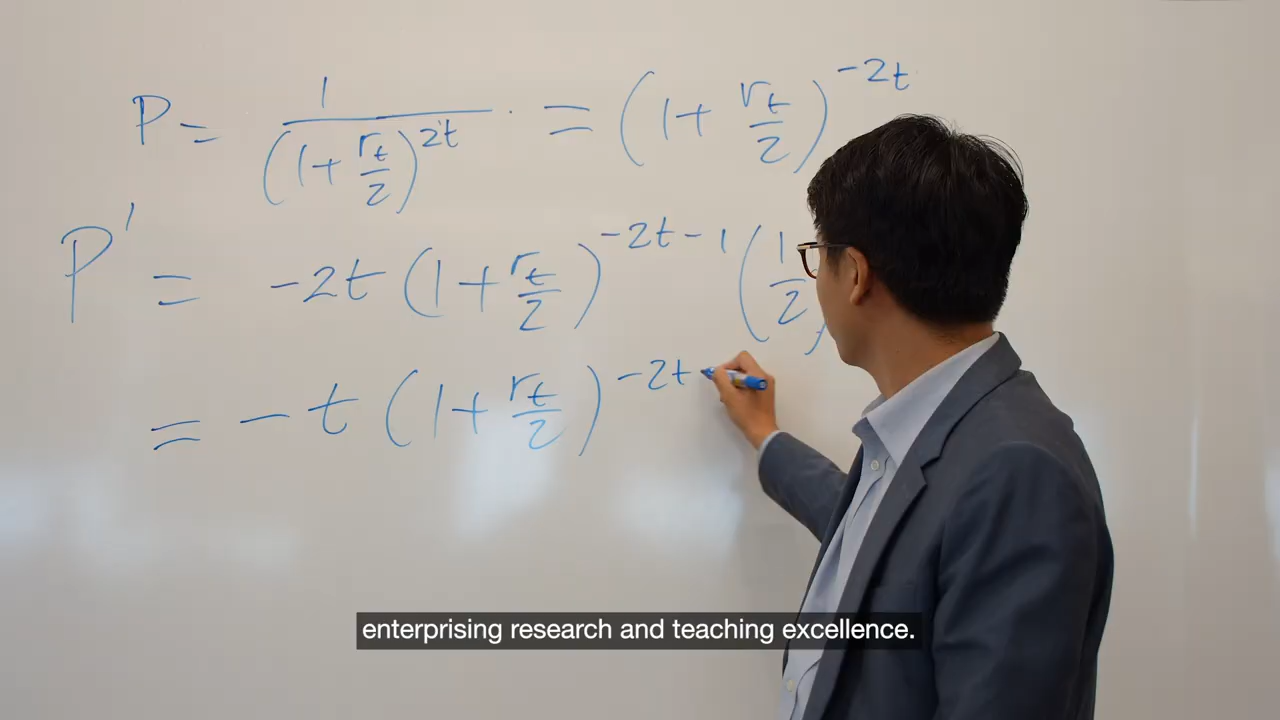 P = 1 / (1 + r_t/2)^{2t} = (1 + r_t/2)^{-2t}
P' = -2t (1 + r_t/2)^{-2t-1} (1/2)
= -t (1 + r_t/2)^{-2t
enterprising research and teaching excellence.